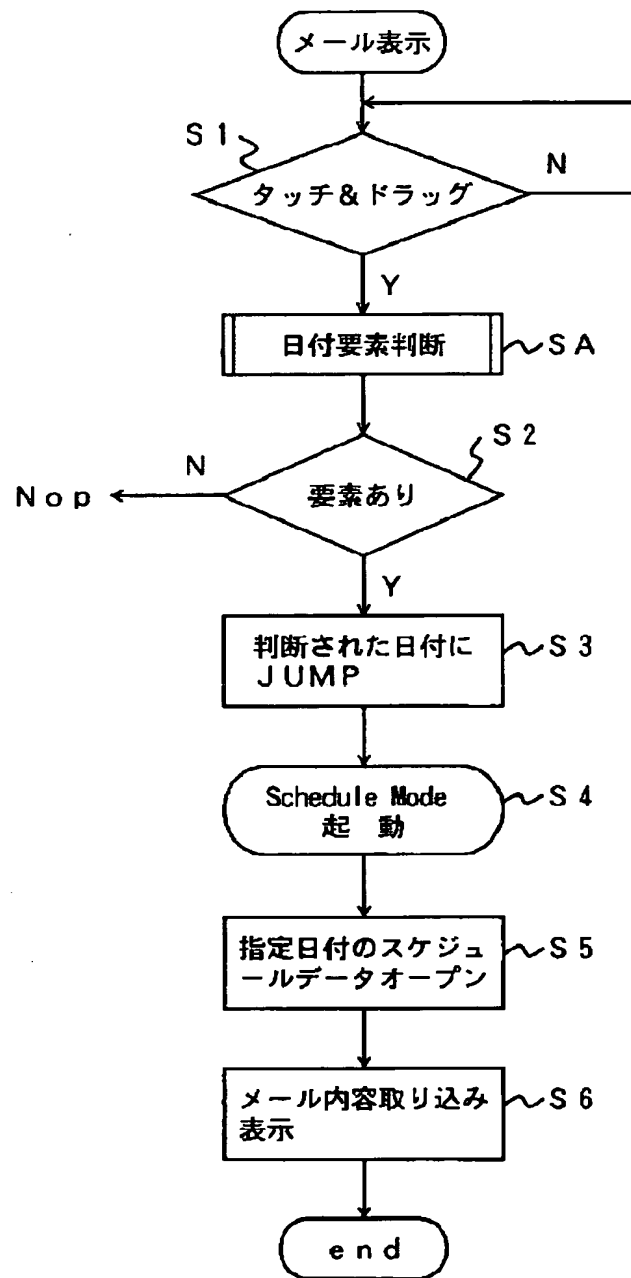 メール表示
S1
タッチ&ドラッグ
N
Y
日付要素判断
SA
S2
N
Nop
要素あり
Y
判断された日付に
JUMP
S3
Schedule Mode
起 動
S4
指定日付のスケジュ
ールデータオープン
S5
メール内容取り込み
表示
S6
end